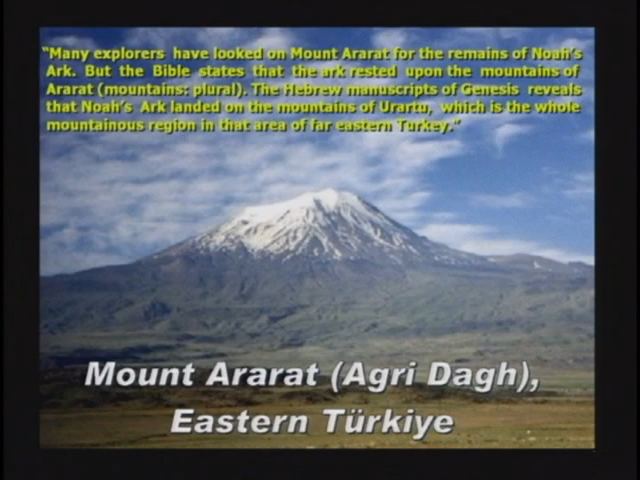 “Many explorers have looked on Mount Ararat for the remains of Noah's
Ark. But the Bible states that the ark rested upon the mountains of
Ararat (mountains: plural). The Hebrew manuscripts of Genesis reveals
that Noah's Ark landed on the mountains of Urartu, which is the whole
mountainous region in that area of far eastern Turkey.”
Mount Ararat (Agri Dagh),
Eastern Türkiye